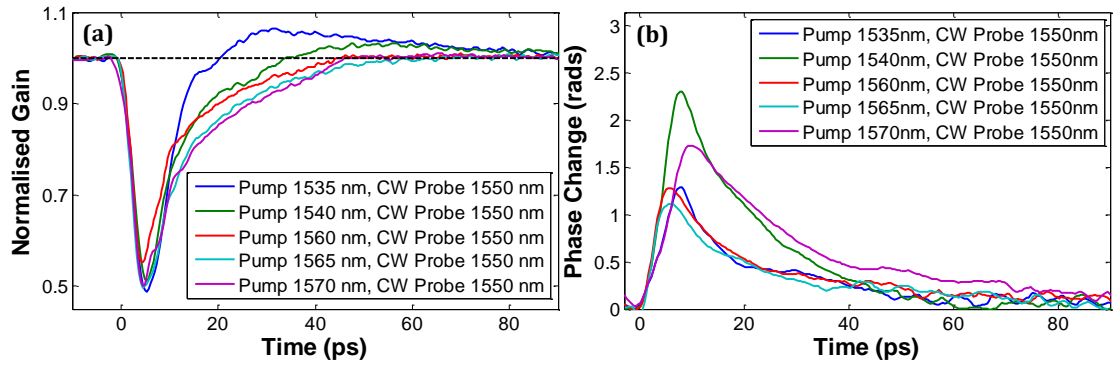 (a)
Normalised Gain
1.1
0.9
0.7
0.5
0
20
40
60
80
Time (ps)
Pump 1535 nm, CW Probe 1550 nm
Pump 1540 nm, CW Probe 1550 nm
Pump 1560 nm, CW Probe 1550 nm
Pump 1565 nm, CW Probe 1550 nm
Pump 1570 nm, CW Probe 1550 nm
(b)
Phase Change (rads)
3
2.5
2
1.5
1
0.5
0
0
20
40
60
80
Time (ps)
Pump 1535nm, CW Probe 1550nm
Pump 1540nm, CW Probe 1550nm
Pump 1560nm, CW Probe 1550nm
Pump 1565nm, CW Probe 1550nm
Pump 1570nm, CW Probe 1550nm